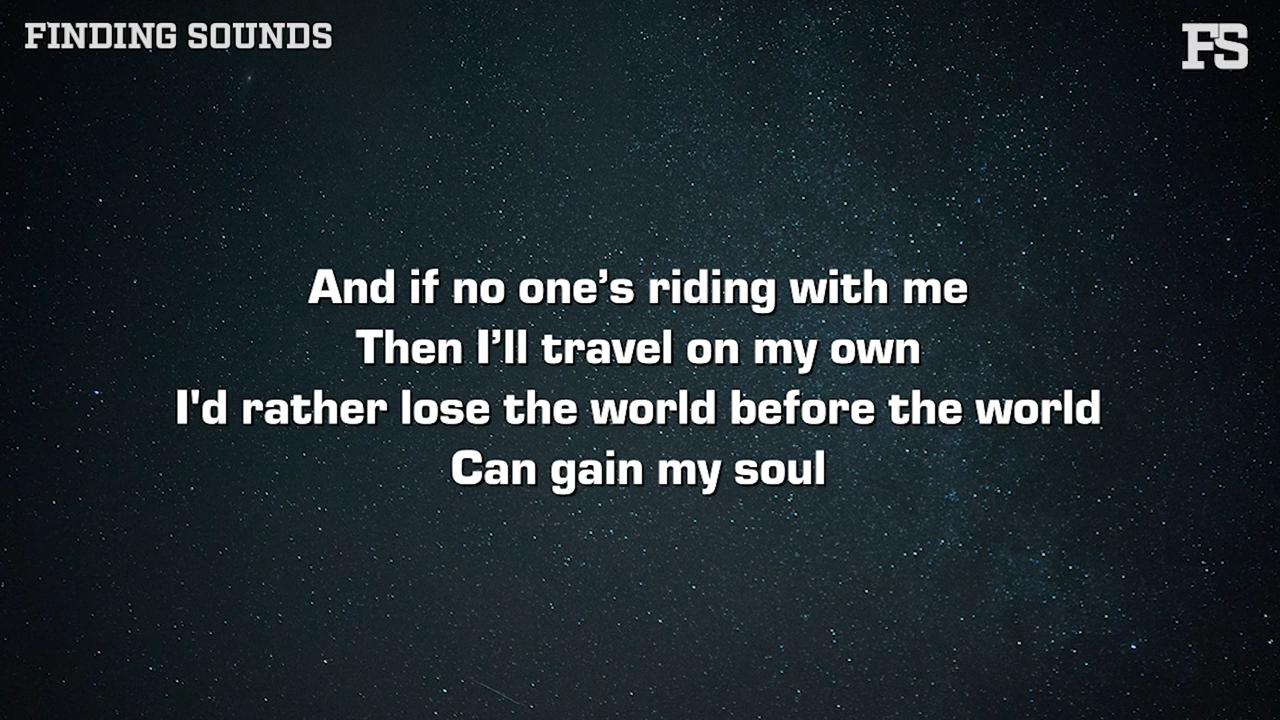 FINDING SOUNDS
FS
And if no one’s riding with me
Then I’ll travel on my own
I'd rather lose the world before the world
Can gain my soul